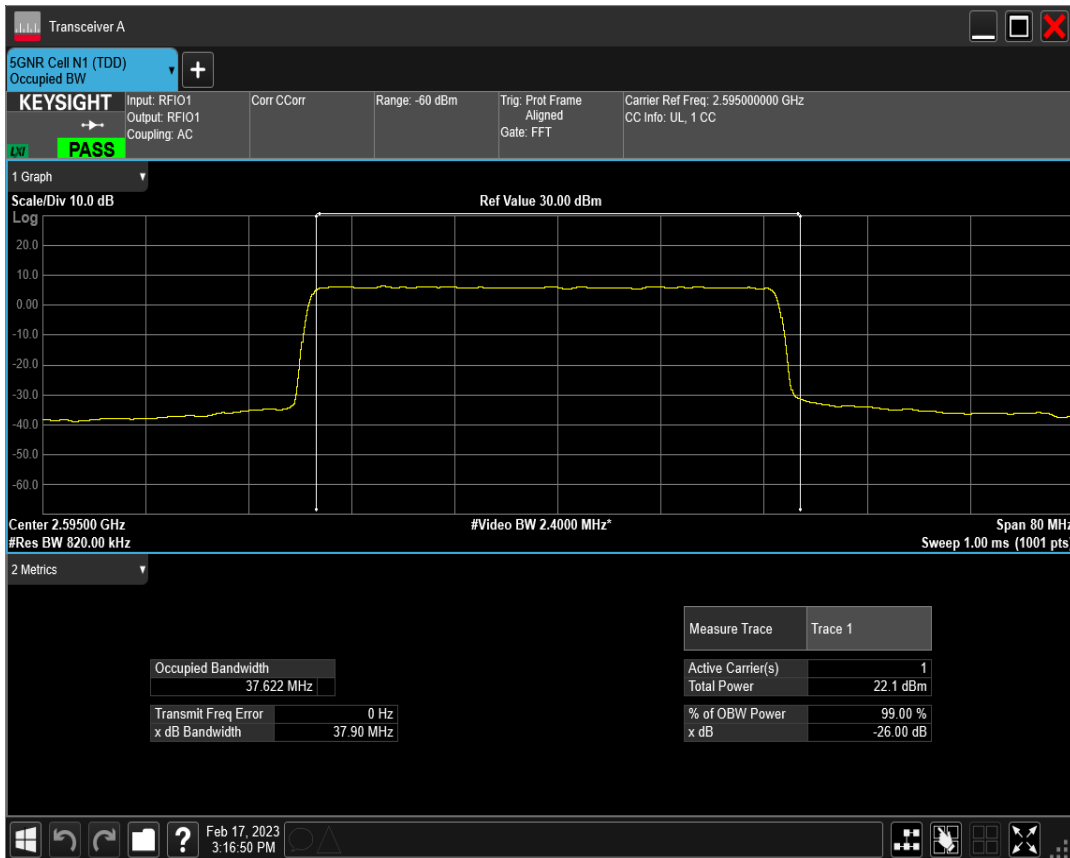 Transceiver A
5GNR Cell N1 (TDD)
Occupied BW
KEYSIGHT
LXI
PASS
Input: RFIO1
Output: RFIO1
Coupling: AC
Corr CCorr
Range: -60 dBm
Trig: Prot Frame
Aligned
Gate: FFT
Carrier Ref Freq: 2.595000000 GHz
CC Info: UL, 1 CC
1 Graph
Scale/Div 10.0 dB
Ref Value 30.00 dBm
Log
20.0
10.0
0.00
-10.0
-20.0
-30.0
-40.0
-50.0
-60.0
Center 2.59500 GHz
#Video BW 2.4000 MHz*
Span 80 MHz
#Res BW 820.00 kHz
Sweep 1.00 ms (1001 pts)
2 Metrics
Measure Trace Trace 1
Occupied Bandwidth
37.622 MHz
Active Carrier(s) 1
Total Power 22.1 dBm
Transmit Freq Error 0 Hz
x dB Bandwidth 37.90 MHz
% of OBW Power 99.00 %
x dB -26.00 dB
?
Feb 17, 2023
3:16:50 PM